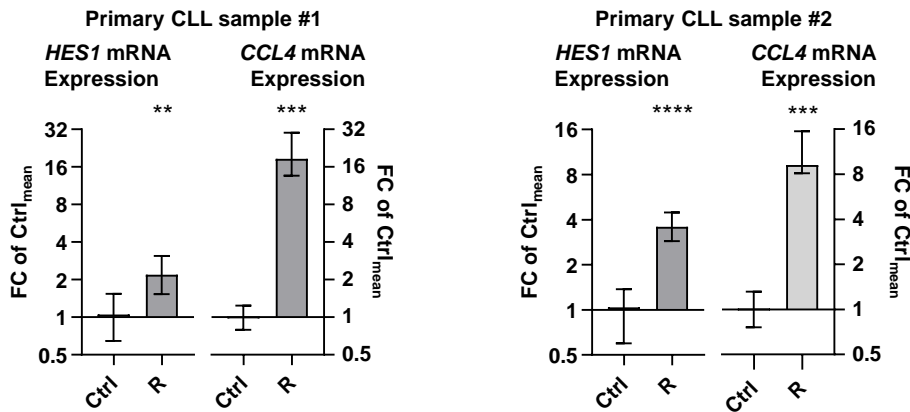 Primary CLL sample #1
HES1 mRNA
Expression
CCL4 mRNA
Expression
**
***
32
16
8
4
2
1
0.5
FC of Ctrlmean
32
16
8
4
2
1
0.5
FC of Ctrlmean
Ctrl
R
Ctrl
R
Primary CLL sample #2
HES1 mRNA
Expression
CCL4 mRNA
Expression
****
***
16
8
4
2
1
0.5
FC of Ctrlmean
16
8
4
2
1
0.5
FC of Ctrlmean
Ctrl
R
Ctrl
R